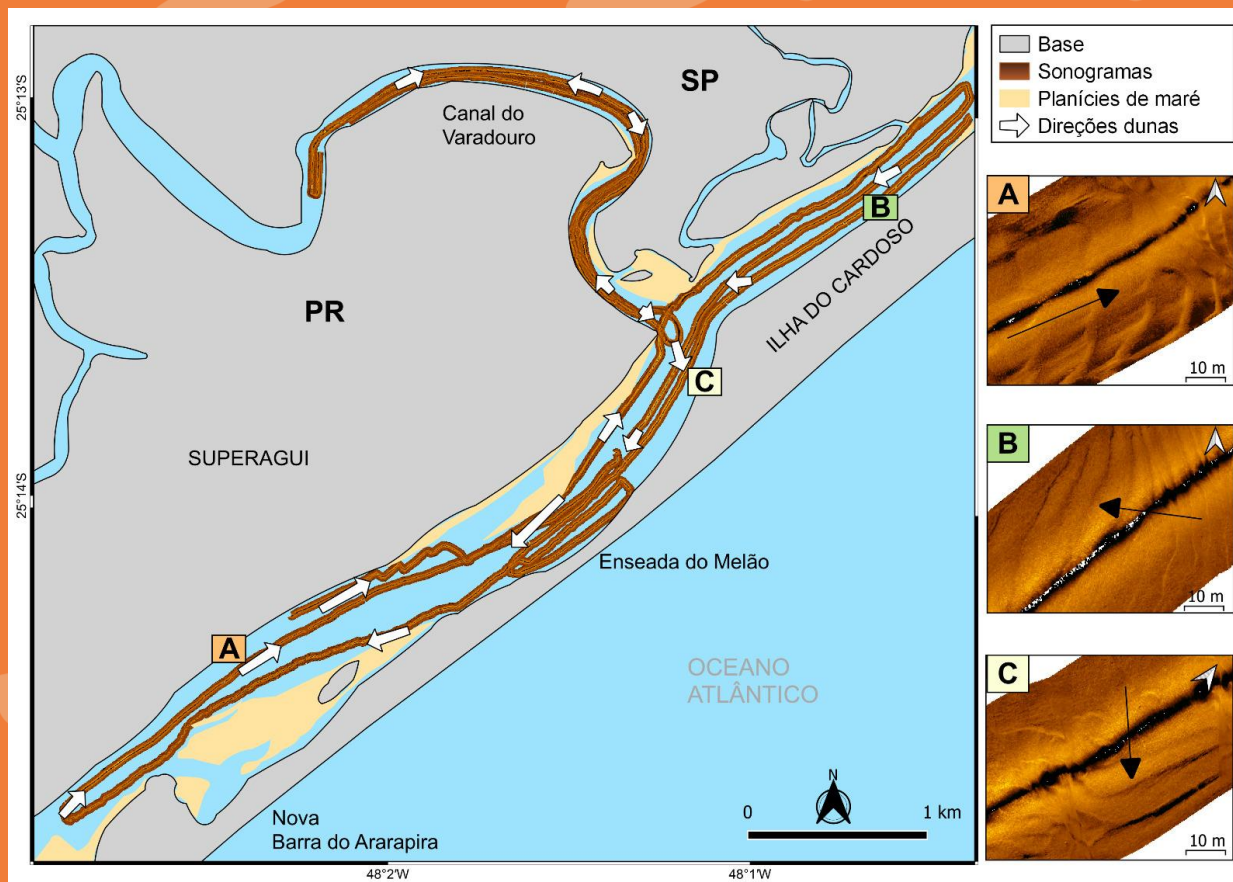 Base
Sonogramas
Planícies de maré
Direções dunas
SP
25°13'S
Canal do
Varadouro
B
ILHA DO CARDOSO
PR
C
SUPERAGUI
25°14'S
Enseada do Melão
A
OCEANO
ATLÂNTICO
N
0 1 km
Nova
Barra do Ararapira
48°2'W 48°1'W
A
10 m
B
10 m
C
10 m